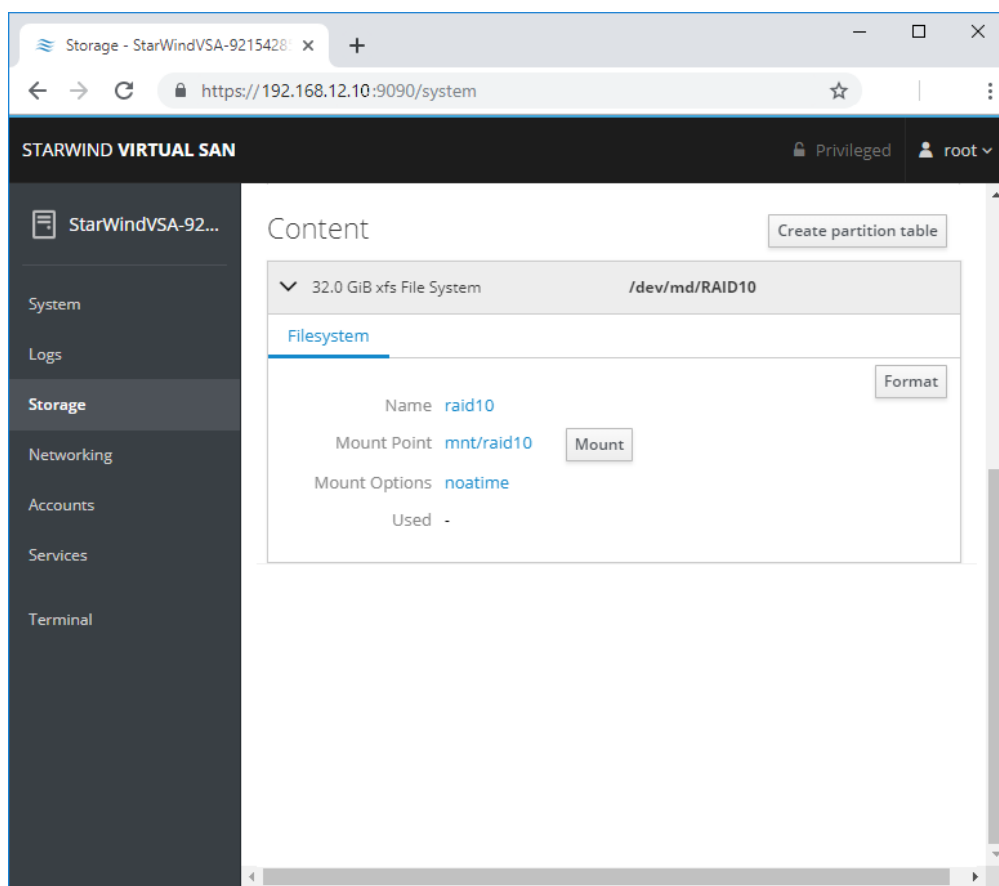 Storage - StarWindVSA-9215428
https://192.168.12.10:9090/system
STARWIND VIRTUAL SAN
Privileged
root
StarWindVSA-92...
System
Logs
Storage
Networking
Accounts
Services
Terminal
Content
Create partition table
32.0 GiB xfs File System /dev/md/RAID10
Filesystem
Format
Name raid10
Mount Point mnt/raid10 Mount
Mount Options noatime
Used -